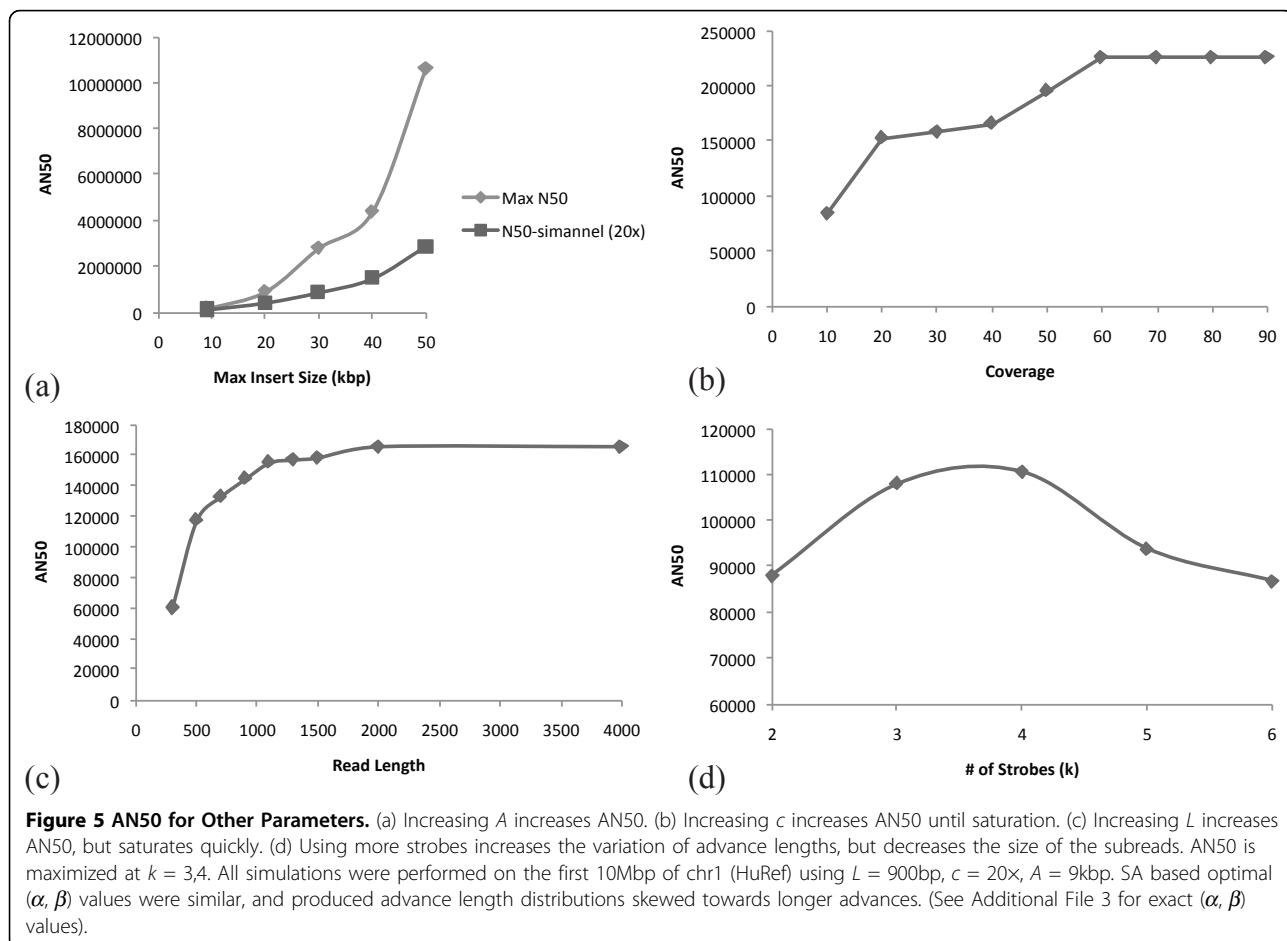 12000000
10000000
8000000
6000000
4000000
2000000
0
AN50
0 10 20 30 40 50
Max Insert Size (kbp)
Max N50
N50-simannel (20x)
(a)
250000
200000
150000
100000
50000
0
AN50
0 10 20 30 40 50 60 70 80 90
Coverage
(b)
180000
160000
140000
120000
100000
80000
60000
40000
20000
0
AN50
0 500 1000 1500 2000 2500 3000 3500 4000
Read Length
(c)
120000
110000
100000
90000
80000
70000
60000
AN50
2 3 4 5 6
# of Strobes (k)
(d)
Figure 5 AN50 for Other Parameters. (a) Increasing A increases AN50. (b) Increasing c increases AN50 until saturation. (c) Increasing L increases
AN50, but saturates quickly. (d) Using more strobes increases the variation of advance lengths, but decreases the size of the subreads. AN50 is
maximized at k = 3,4. All simulations were performed on the first 10Mbp of chr1 (HuRef) using L = 900bp, c = 20×, A = 9kbp. SA based optimal
(α, β) values were similar, and produced advance length distributions skewed towards longer advances. (See Additional File 3 for exact (α, β)
values).